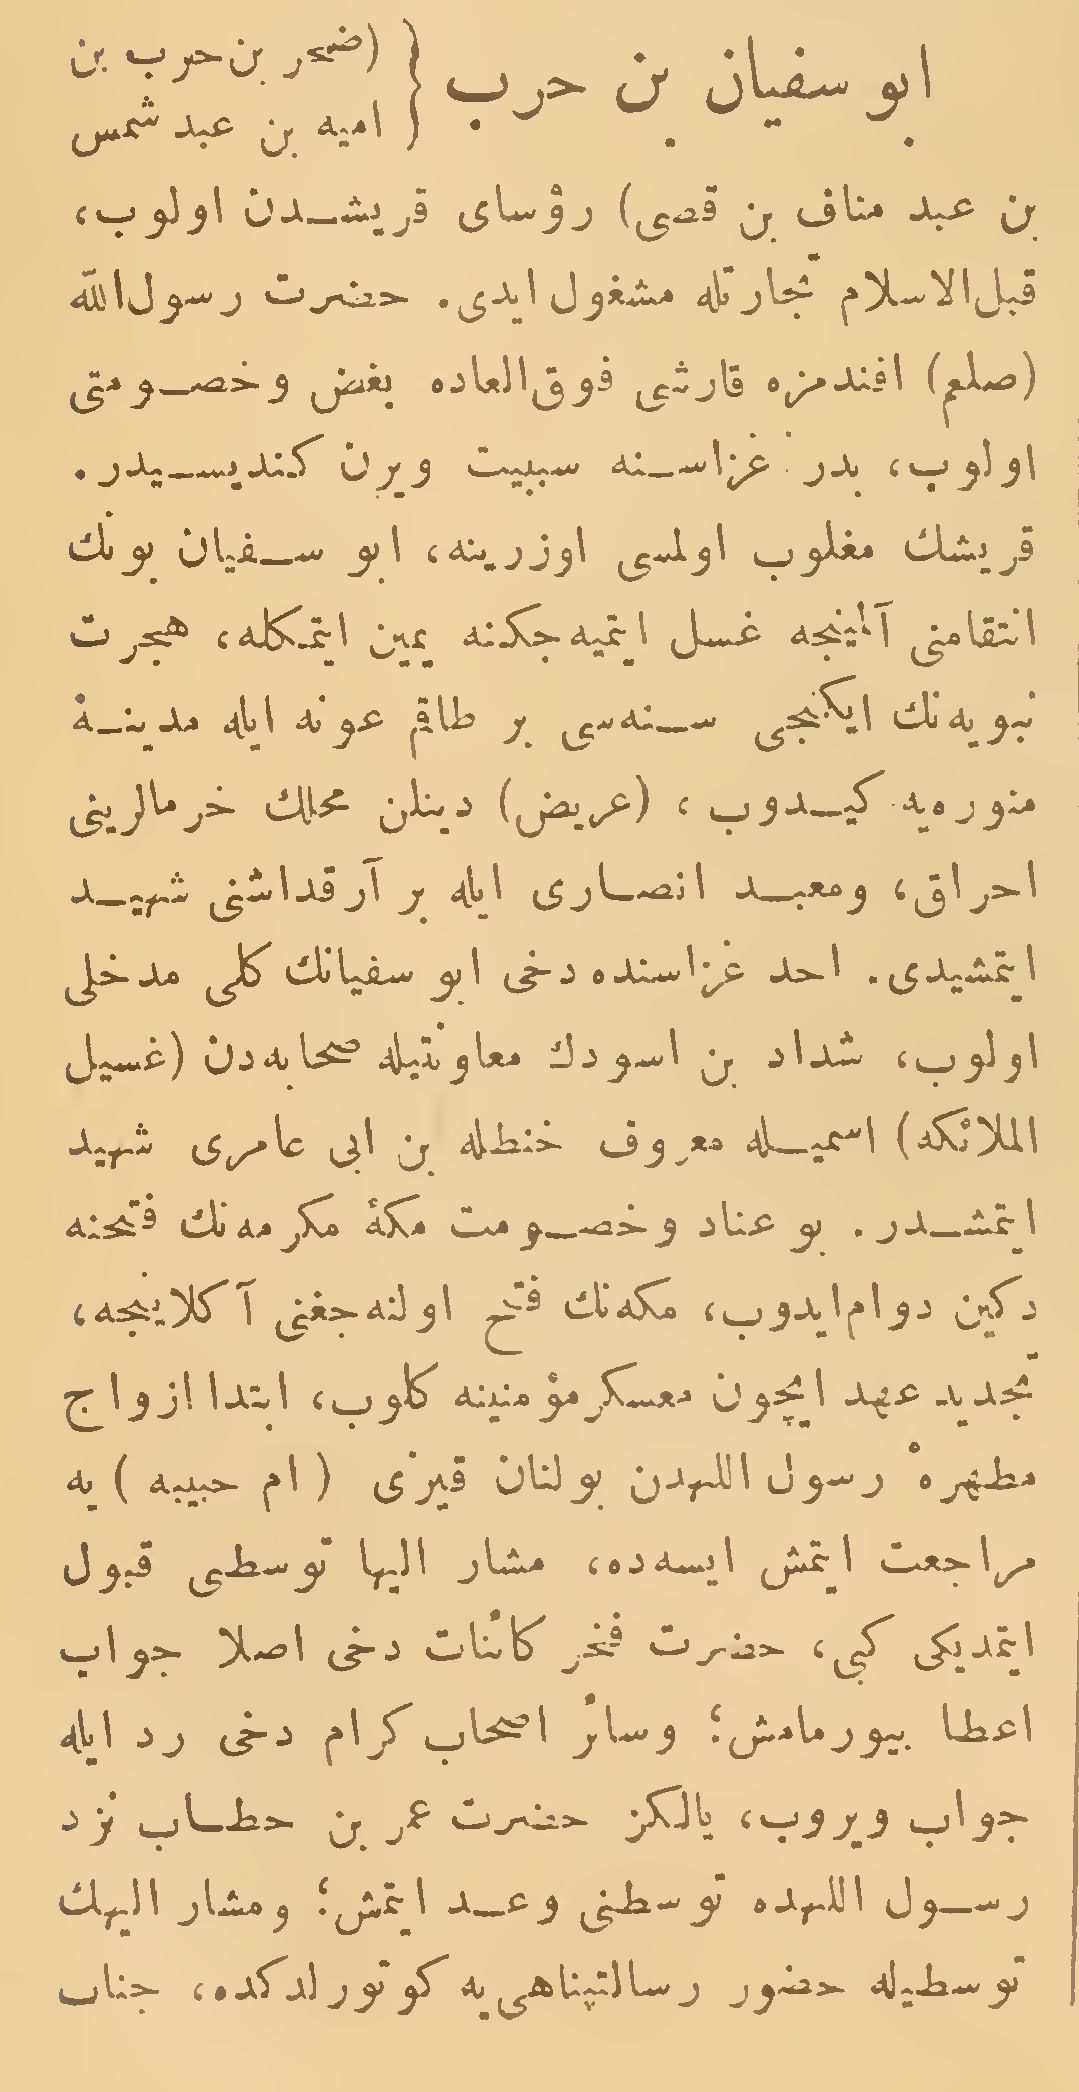 ابو سفیان بن حرب { (ضحر بن حرب بن
امیه بن عبد شمس
بن عبد مناف بن قصی) رؤسای قریشدن اولوب،
قبل‌الاسلام تجارتله مشغول ایدی. حضرت رسول‌الله
(صلعم) افندمزه قارشی فوق‌العاده بغض و خصومتی
اولوب، بدر غزاسنه سببیت ویرن کندیسیدر.
قریشك مغلوب اولمسی اوزرینه، ابو سفیان بونك
انتقامنی آلمینجه غسل ایتمیه‌جکنه یمین ایتمکله، هجرت
نبویه‌نك ایکنجی سنه‌سی بر طاقم عونه ایله مدینهٔ
منوره‌یه کیدوب، (عریض) دینلن محلك خرمالرینی
احراق، ومعبد انصاری ایله بر آرقداشنی شهید
ایتمشیدی. احد غزاسنده دخی ابو سفیانك کلی مدخلی
اولوب، شداد بن اسودك معاونتیله صحابه‌دن (غسیل
الملائکه) اسمیله معروف خنظله بن ابی عامری شهید
ایتمشدر. بو عناد و خصومت مکهٔ مکرمه‌نك فتحنه
دکین دوام‌ایدوب، مکه‌نك فتح اولنه‌جغنی آکلاینجه،
تجدید عهد ایچون معسکر مؤمنینه کلوب، ابتدا ازواج
مطهرهٔ رسول اللهدن بولنان قیزی (ام حبیبه) یه
مراجعت ایتمش ایسه‌ده، مشار الیها توسطی قبول
ایتمدیکی کبی، حضرت فخر کائنات دخی اصلا جواب
اعطا بیورمامش؛ وسائر اصحاب کرام دخی رد ایله
جواب ویروب، یالکز حضرت عمر بن حطاب نزد
رسول اللهده توسطنی وعد ایتمش؛ ومشار الیهك
توسطیله حضور رسالتپناهی‌یه کوتورلدکده، جناب